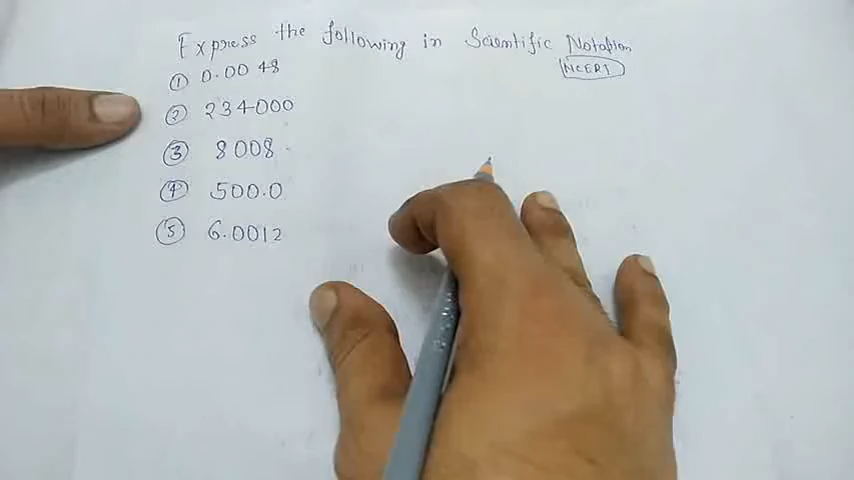 Express the following in Scientific Notation
NCERT
① 0.0048
② 234000
③ 8008
④ 500.0
⑤ 6.0012